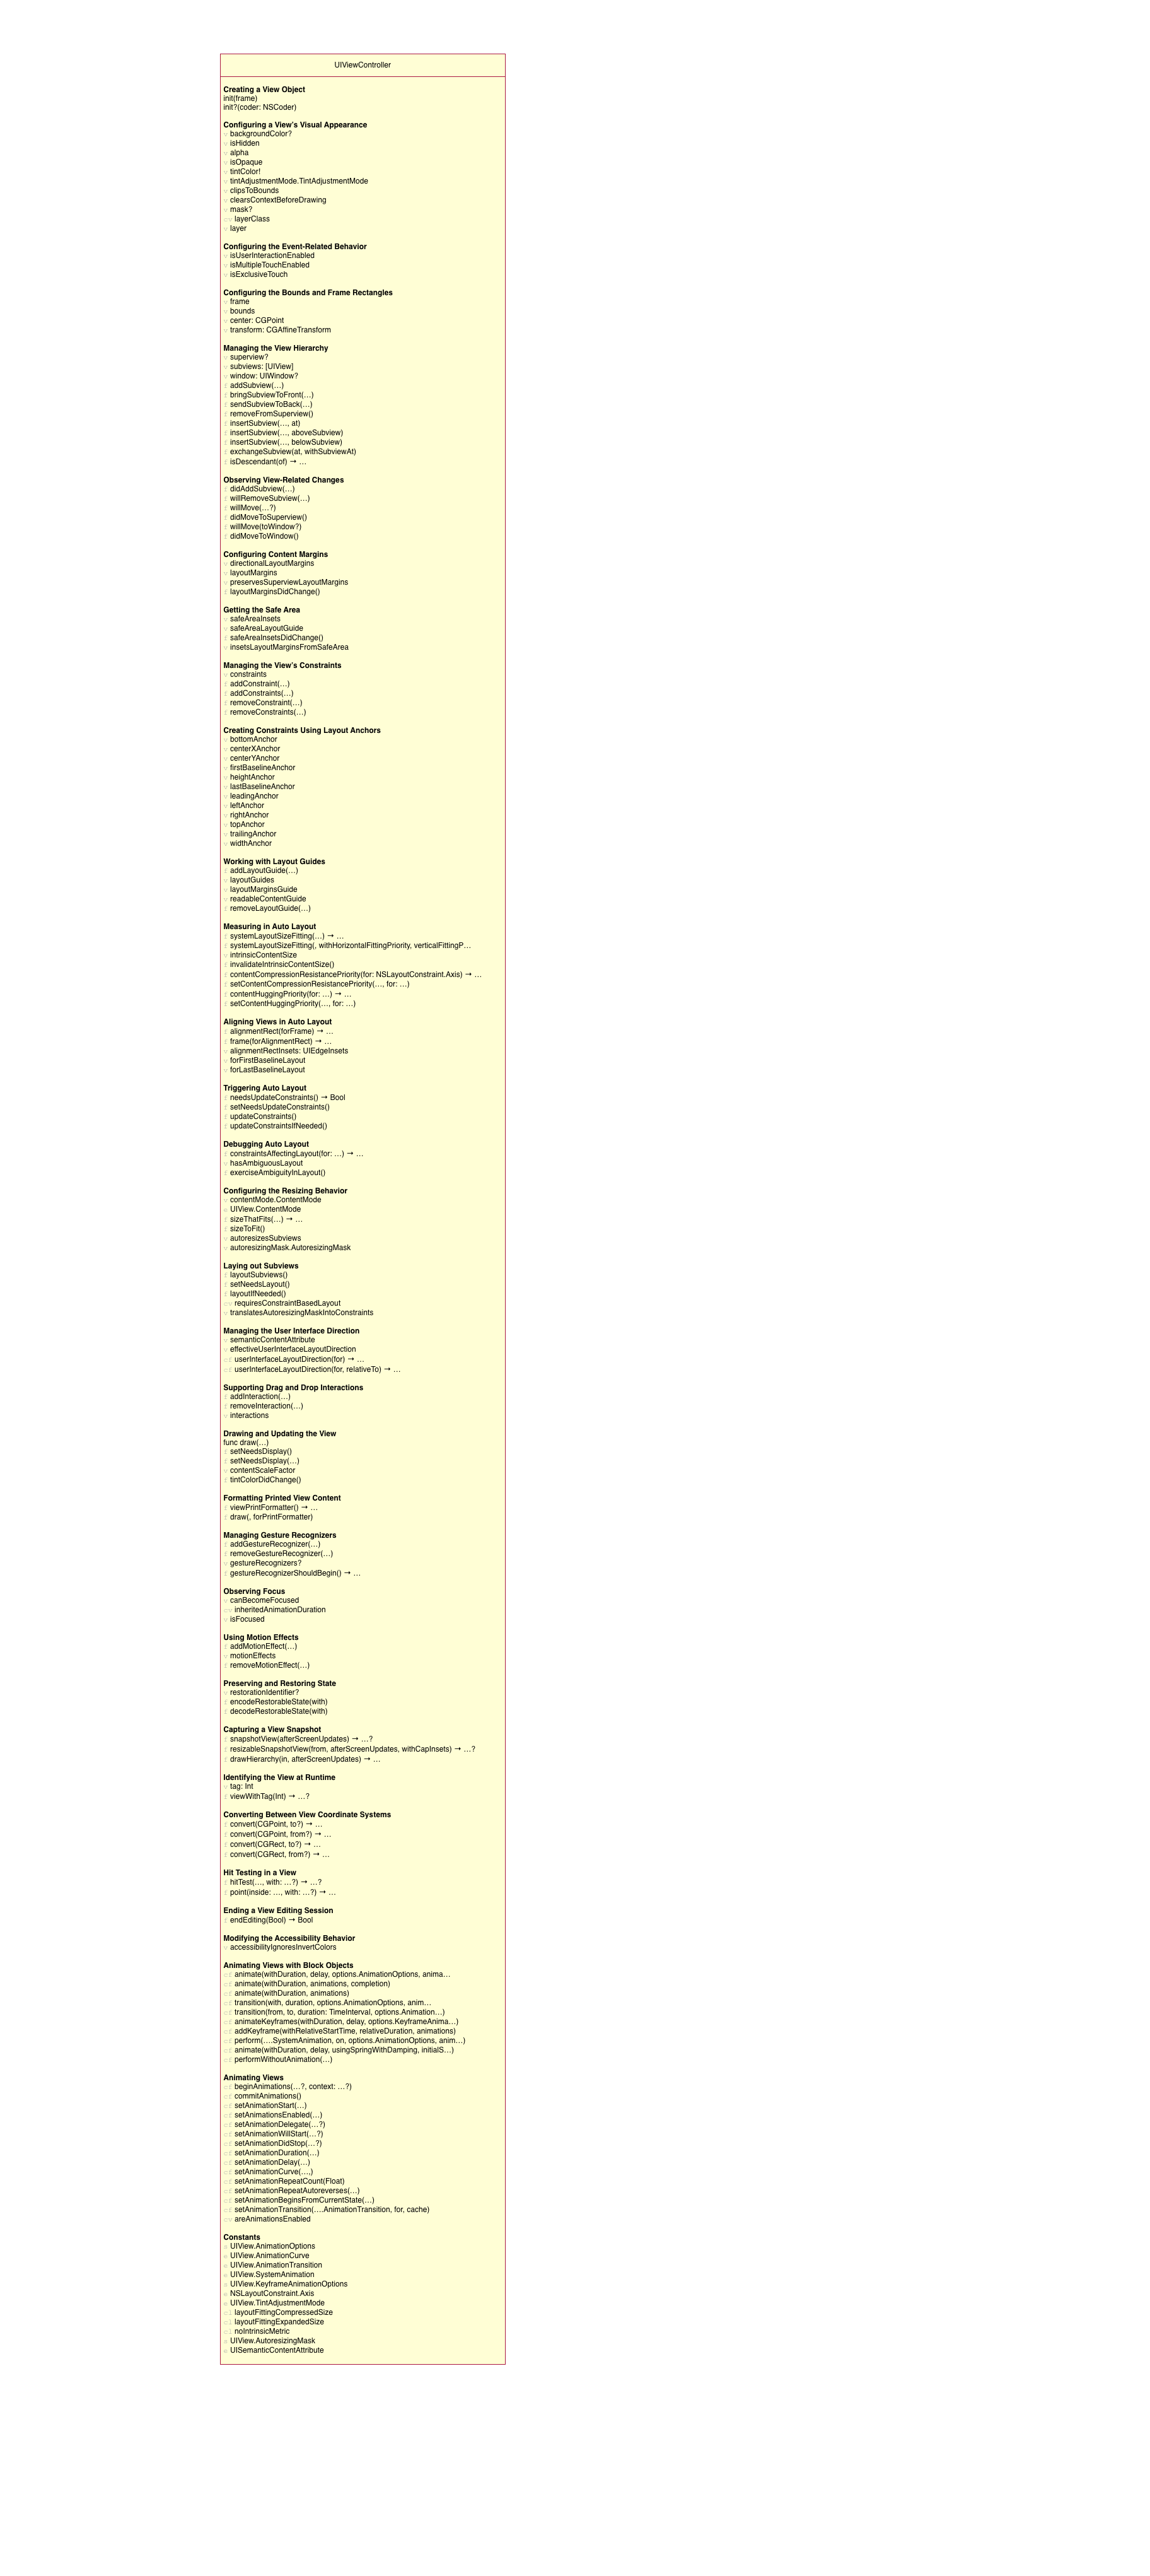 UIViewController
Creating a View Object
init(frame)
init?(coder: NSCoder)
Configuring a View's Visual Appearance
v backgroundColor?
v isHidden
v alpha
v isOpaque
v tintColor!
v tintAdjustmentMode.TintAdjustmentMode
v clipsToBounds
v clearsContextBeforeDrawing
v mask?
layerClass
v layer
Configuring the Event-Related Behavior
v isUserInteractionEnabled
v isMultipleTouchEnabled
v isExclusiveTouch
Configuring the Bounds and Frame Rectangles
v frame
v bounds
v center: CGPoint
v transform: CGAffineTransform
Managing the View Hierarchy
v superview?
v subviews: [UIView]
v window: UIWindow?
f addSubview(…)
f bringSubviewToFront(…)
f sendSubviewToBack(…)
f removeFromSuperview()
f insertSubview(…, at)
f insertSubview(…, aboveSubview)
f insertSubview(…, belowSubview)
f exchangeSubview(at, withSubviewAt)
f isDescendant(of) → …
Observing View-Related Changes
f didAddSubview(…)
f willRemoveSubview(…)
f willMove(…?)
f didMoveToSuperview()
f willMove(toWindow?)
f didMoveToWindow()
Configuring Content Margins
v directionalLayoutMargins
v layoutMargins
v preservesSuperviewLayoutMargins
f layoutMarginsDidChange()
Getting the Safe Area
v safeAreaInsets
v safeAreaLayoutGuide
f safeAreaInsetsDidChange()
v insetsLayoutMarginsFromSafeArea
Managing the View's Constraints
v constraints
f addConstraint(…)
f addConstraints(…)
f removeConstraint(…)
f removeConstraints(…)
Creating Constraints Using Layout Anchors
v bottomAnchor
v centerXAnchor
v centerYAnchor
v firstBaselineAnchor
v heightAnchor
v lastBaselineAnchor
v leadingAnchor
v leftAnchor
v rightAnchor
v topAnchor
v trailingAnchor
v widthAnchor
Working with Layout Guides
f addLayoutGuide(…)
v layoutGuides
v layoutMarginsGuide
v readableContentGuide
f removeLayoutGuide(…)
Measuring in Auto Layout
f systemLayoutSizeFitting(…) → …
f systemLayoutSizeFitting(, withHorizontalFittingPriority, verticalFittingP…
v intrinsicContentSize
f invalidateIntrinsicContentSize()
f contentCompressionResistancePriority(for: NSLayoutConstraint.Axis) → …
f setContentCompressionResistancePriority(…, for: …)
f contentHuggingPriority(for: …) → …
f setContentHuggingPriority(…, for: …)
Aligning Views in Auto Layout
f alignmentRect(forFrame) → …
f frame(forAlignmentRect) → …
v alignmentRectInsets: UIEdgeInsets
v forFirstBaselineLayout
v forLastBaselineLayout
Triggering Auto Layout
f needsUpdateConstraints() → Bool
f setNeedsUpdateConstraints()
f updateConstraints()
f updateConstraintsIfNeeded()
Debugging Auto Layout
f constraintsAffectingLayout(for: …) → …
v hasAmbiguousLayout
f exerciseAmbiguityInLayout()
Configuring the Resizing Behavior
v contentMode.ContentMode
UIView.ContentMode
f sizeThatFits(…) → …
f sizeToFit()
v autoresizesSubviews
v autoresizingMask.AutoresizingMask
Laying out Subviews
f layoutSubviews()
f setNeedsLayout()
f layoutIfNeeded()
requiresConstraintBasedLayout
v translatesAutoresizingMaskIntoConstraints
Managing the User Interface Direction
v semanticContentAttribute
v effectiveUserInterfaceLayoutDirection
userInterfaceLayoutDirection(for) → …
userInterfaceLayoutDirection(for, relativeTo) → …
Supporting Drag and Drop Interactions
f addInteraction(…)
f removeInteraction(…)
v interactions
Drawing and Updating the View
func draw(…)
f setNeedsDisplay()
f setNeedsDisplay(…)
v contentScaleFactor
f tintColorDidChange()
Formatting Printed View Content
f viewPrintFormatter() → …
f draw(, forPrintFormatter)
Managing Gesture Recognizers
f addGestureRecognizer(…)
f removeGestureRecognizer(…)
v gestureRecognizers?
f gestureRecognizerShouldBegin() → …
Observing Focus
v canBecomeFocused
inheritedAnimationDuration
v isFocused
Using Motion Effects
f addMotionEffect(…)
v motionEffects
f removeMotionEffect(…)
Preserving and Restoring State
v restorationIdentifier?
f encodeRestorableState(with)
f decodeRestorableState(with)
Capturing a View Snapshot
f snapshotView(afterScreenUpdates) → …?
f resizableSnapshotView(from, afterScreenUpdates, withCapInsets) → …?
f drawHierarchy(in, afterScreenUpdates) → …
Identifying the View at Runtime
v tag: Int
f viewWithTag(Int) → …?
Converting Between View Coordinate Systems
f convert(CGPoint, to?) → …
f convert(CGPoint, from?) → …
f convert(CGRect, to?) → …
f convert(CGRect, from?) → …
Hit Testing in a View
f hitTest(…, with: …?) → …?
f point(inside: …, with: …?) → …
Ending a View Editing Session
f endEditing(Bool) → Bool
Modifying the Accessibility Behavior
v accessibilityIgnoresInvertColors
Animating Views with Block Objects
animate(withDuration, delay, options.AnimationOptions, anima…
animate(withDuration, animations, completion)
animate(withDuration, animations)
transition(with, duration, options.AnimationOptions, anim…
transition(from, to, duration: TimeInterval, options.Animation…)
animateKeyframes(withDuration, delay, options.KeyframeAnima…)
addKeyframe(withRelativeStartTime, relativeDuration, animations)
perform(….SystemAnimation, on, options.AnimationOptions, anim…)
animate(withDuration, delay, usingSpringWithDamping, initialS…)
performWithoutAnimation(…)
Animating Views
beginAnimations(…?, context: …?)
commitAnimations()
setAnimationStart(…)
setAnimationsEnabled(…)
setAnimationDelegate(…?)
setAnimationWillStart(…?)
setAnimationDidStop(…?)
setAnimationDuration(…)
setAnimationDelay(…)
setAnimationCurve(…,)
setAnimationRepeatCount(Float)
setAnimationRepeatAutoreverses(…)
setAnimationBeginsFromCurrentState(…)
setAnimationTransition(….AnimationTransition, for, cache)
areAnimationsEnabled
Constants
UIView.AnimationOptions
UIView.AnimationCurve
UIView.AnimationTransition
UIView.SystemAnimation
UIView.KeyframeAnimationOptions
NSLayoutConstraint.Axis
UIView.TintAdjustmentMode
layoutFittingCompressedSize
layoutFittingExpandedSize
noIntrinsicMetric
UIView.AutoresizingMask
UISemanticContentAttribute